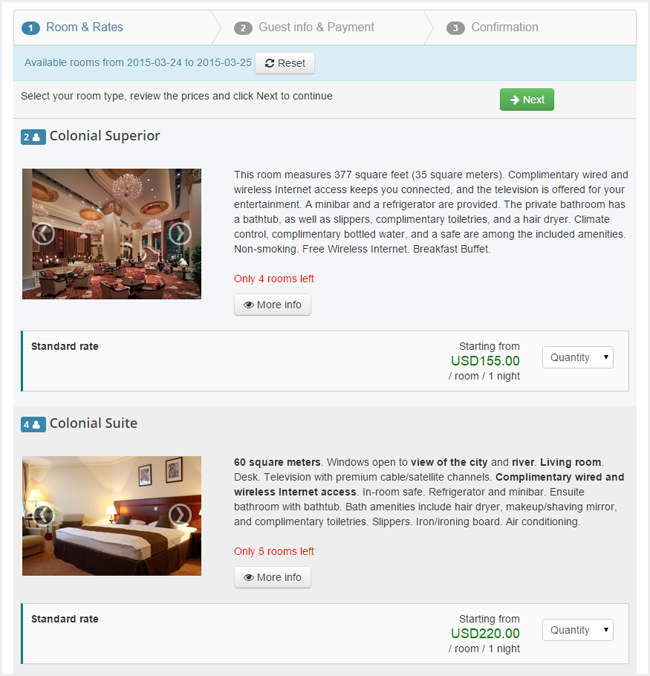 1 Room & Rates
2 Guest info & Payment
3 Confirmation
Available rooms from 2015-03-24 to 2015-03-25 Reset
Select your room type, review the prices and click Next to continue
Next
2 Colonial Superior
This room measures 377 square feet (35 square meters). Complimentary wired and
wireless Internet access keeps you connected, and the television is offered for your
entertainment. A minibar and a refrigerator are provided. The private bathroom has
a bathtub, as well as slippers, complimentary toiletries, and a hair dryer. Climate
control, complimentary bottled water, and a safe are among the included amenities.
Non-smoking. Free Wireless Internet. Breakfast Buffet.
Only 4 rooms left
More info
Standard rate
Starting from
USD155.00
/ room / 1 night
Quantity
4 Colonial Suite
60 square meters. Windows open to view of the city and river. Living room.
Desk. Television with premium cable/satellite channels. Complimentary wired and
wireless Internet access. In-room safe. Refrigerator and minibar. Ensuite
bathroom with bathtub. Bath amenities include hair dryer, makeup/shaving mirror,
and complimentary toiletries. Slippers. Iron/ironing board. Air conditioning.
Only 5 rooms left
More info
Standard rate
Starting from
USD220.00
/ room / 1 night
Quantity